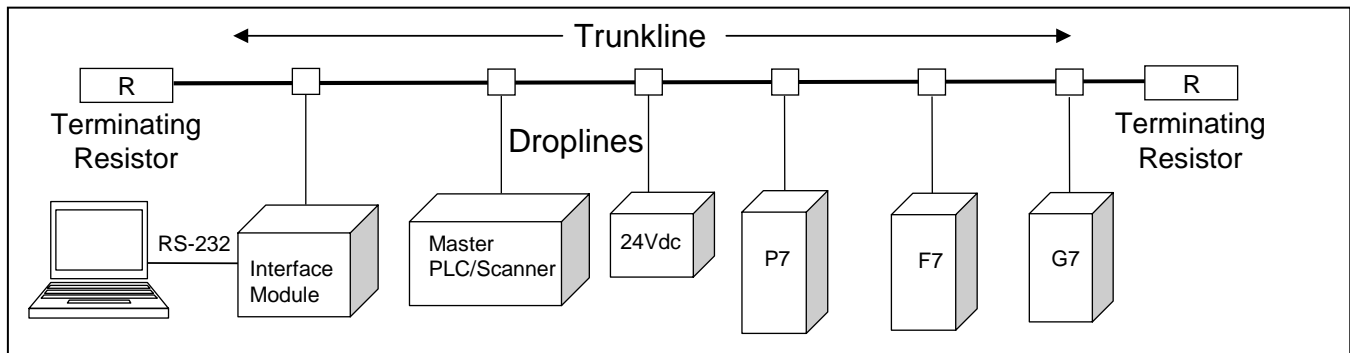 Trunkline
R
R
Terminating
Resistor
Terminating
Resistor
Droplines
RS-232
Interface
Module
Master
PLC/Scanner
24Vdc
P7
F7
G7